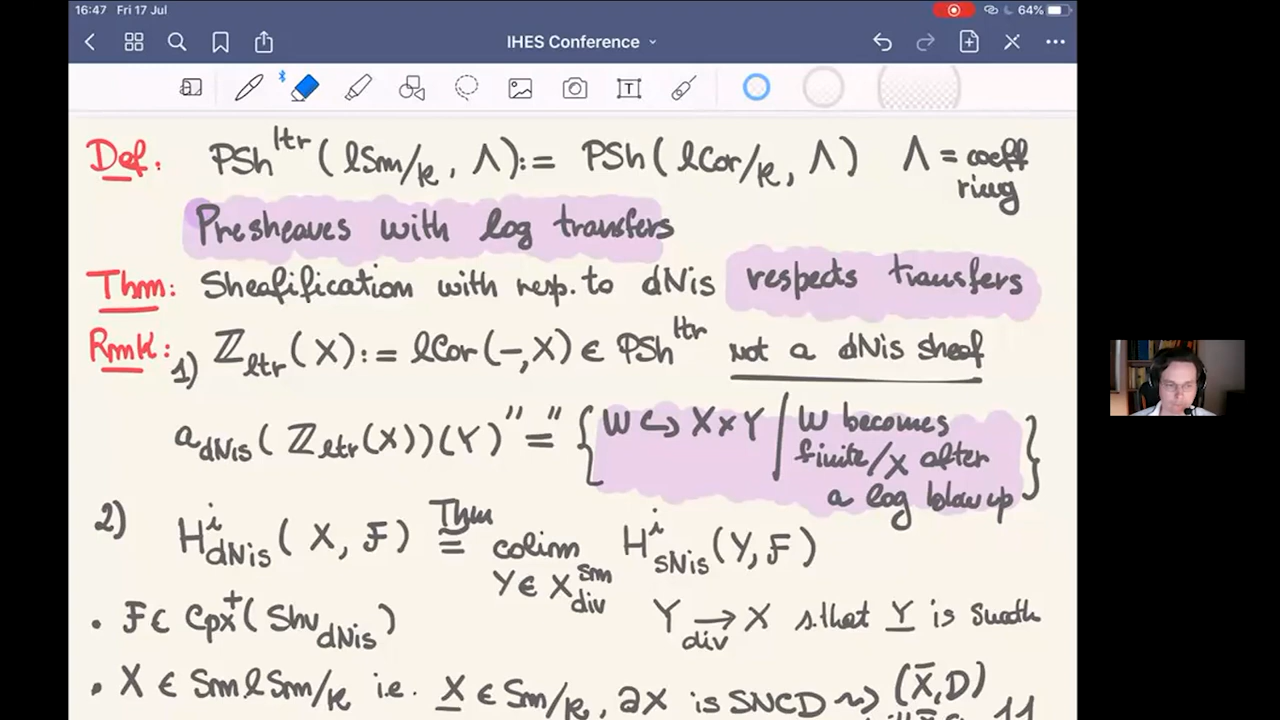 16:47 Fri 17 Jul
64%
IHES Conference
Def: PSh^ltr (lSm/k, Λ) := PSh(lCor/k, Λ) Λ = coeff ring
Presheaves with log transfers
Thm: Sheafification with resp. to dNis respects transfers
Rmk: 1) ℤ_ltr(X) := lCor(-,X) ∈ PSh^ltr not a dNis sheaf
a_dNis(ℤ_ltr(X))(Y) "=" { W ↪ X×Y | W becomes finite/X after a log blow up }
2) H^i_dNis(X, F) ≅^Thm colim_{Y ∈ X^Sm_div} H^i_sNis(Y, F)
• F ∈ Cpx^+(Shv_dNis) Y →_div X s.that Y is smooth
• X ∈ SmlSm/k i.e. X ∈ Sm/k, ∂X is SNCD ⇝ (X̄,D)
11